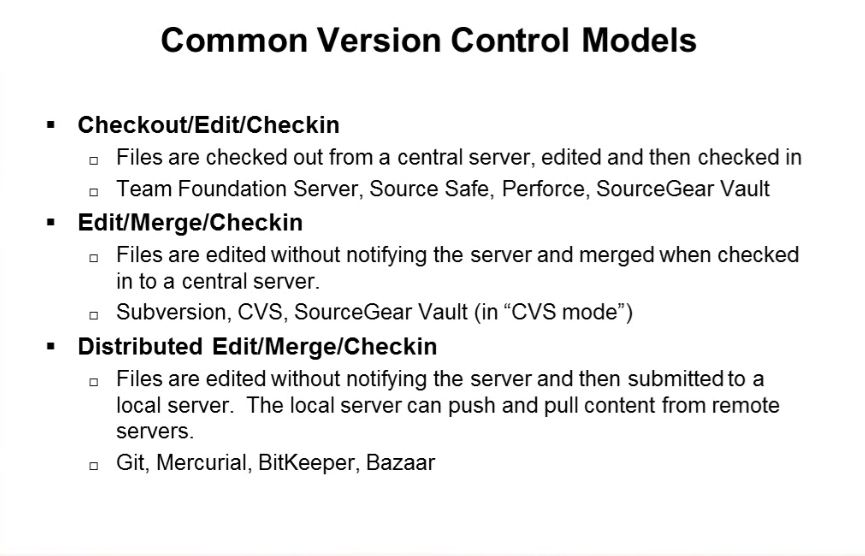 Common Version Control Models
▪ Checkout/Edit/Checkin
▫ Files are checked out from a central server, edited and then checked in
▫ Team Foundation Server, Source Safe, Perforce, SourceGear Vault
▪ Edit/Merge/Checkin
▫ Files are edited without notifying the server and merged when checked
in to a central server.
▫ Subversion, CVS, SourceGear Vault (in “CVS mode”)
▪ Distributed Edit/Merge/Checkin
▫ Files are edited without notifying the server and then submitted to a
local server. The local server can push and pull content from remote
servers.
▫ Git, Mercurial, BitKeeper, Bazaar